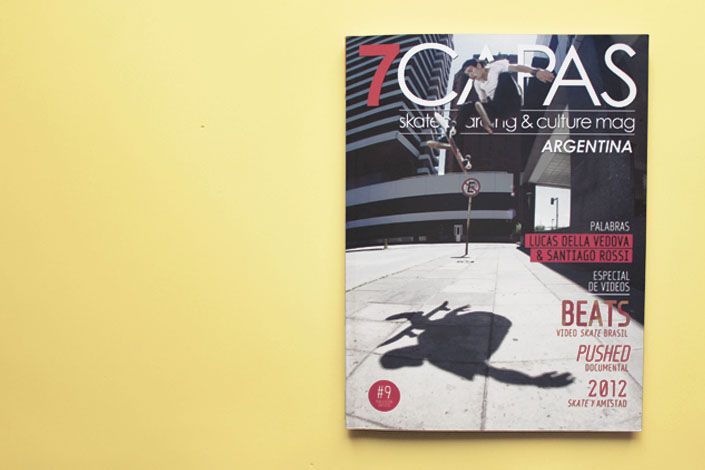 7CAPAS
skateboarding & culture mag
ARGENTINA
PALABRAS
LUCAS DELLA VEDOVA
& SANTIAGO ROSSI
ESPECIAL
DE VIDEOS
BEATS
VIDEO SKATE BRASIL
PUSHED
DOCUMENTAL
2012
SKATE Y AMISTAD
#9